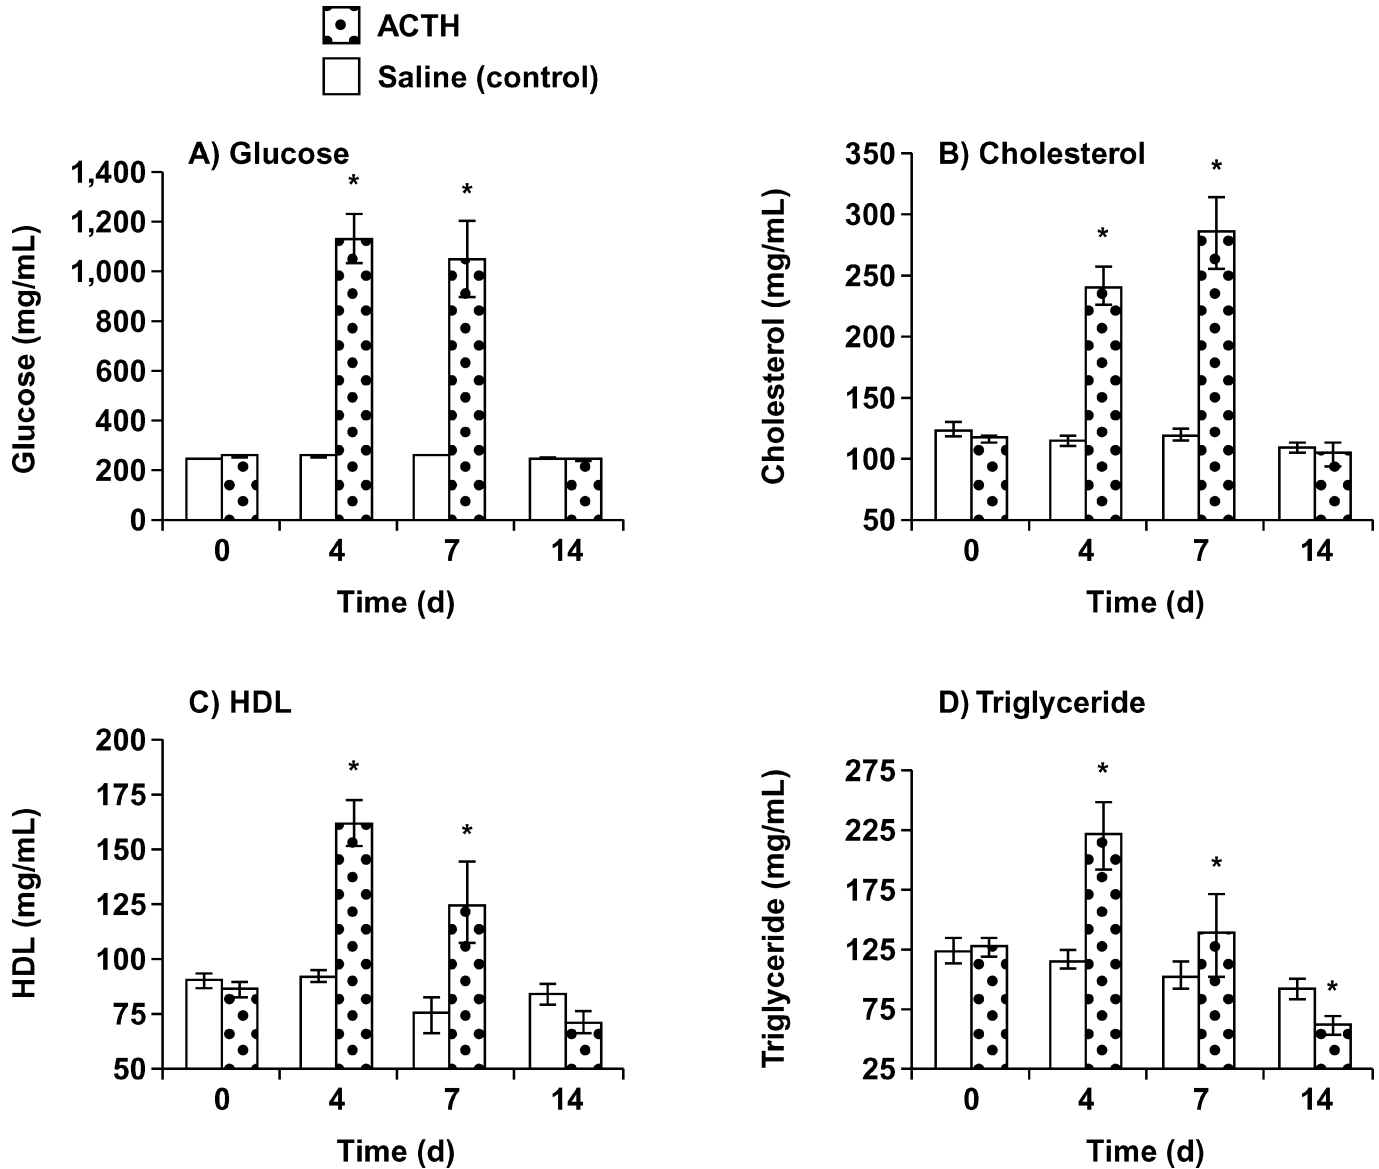 ACTH
Saline (control)
A) Glucose
1,400
1,200
1,000
800
600
400
200
0
Glucose (mg/mL)
* *
0 4 7 14
Time (d)
B) Cholesterol
350
300
250
200
150
100
50
Cholesterol (mg/mL)
* *
0 4 7 14
Time (d)
C) HDL
200
175
150
125
100
75
50
HDL (mg/mL)
* *
0 4 7 14
Time (d)
D) Triglyceride
275
225
175
125
75
25
Triglyceride (mg/mL)
* * *
0 4 7 14
Time (d)